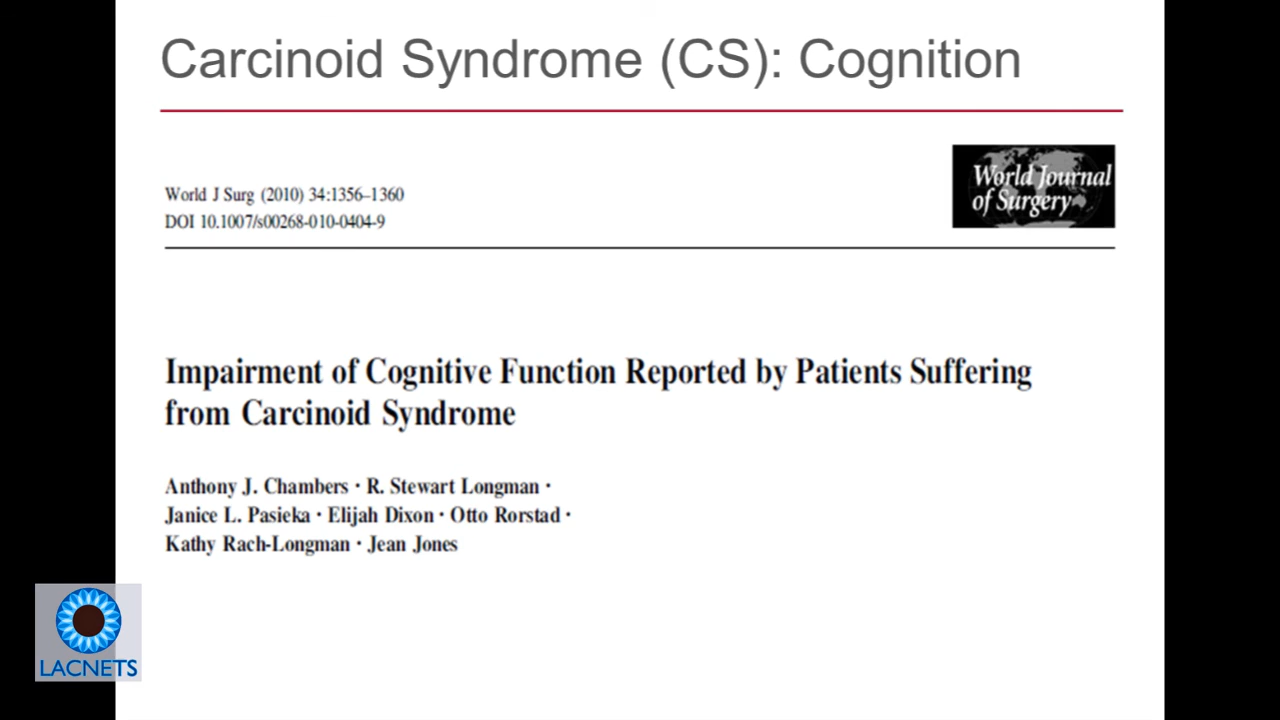 Carcinoid Syndrome (CS): Cognition
World J Surg (2010) 34:1356–1360
DOI 10.1007/s00268-010-0404-9
World Journal
of Surgery
Impairment of Cognitive Function Reported by Patients Suffering
from Carcinoid Syndrome
Anthony J. Chambers · R. Stewart Longman ·
Janice L. Pasieka · Elijah Dixon · Otto Rorstad ·
Kathy Rach-Longman · Jean Jones
LACNETS